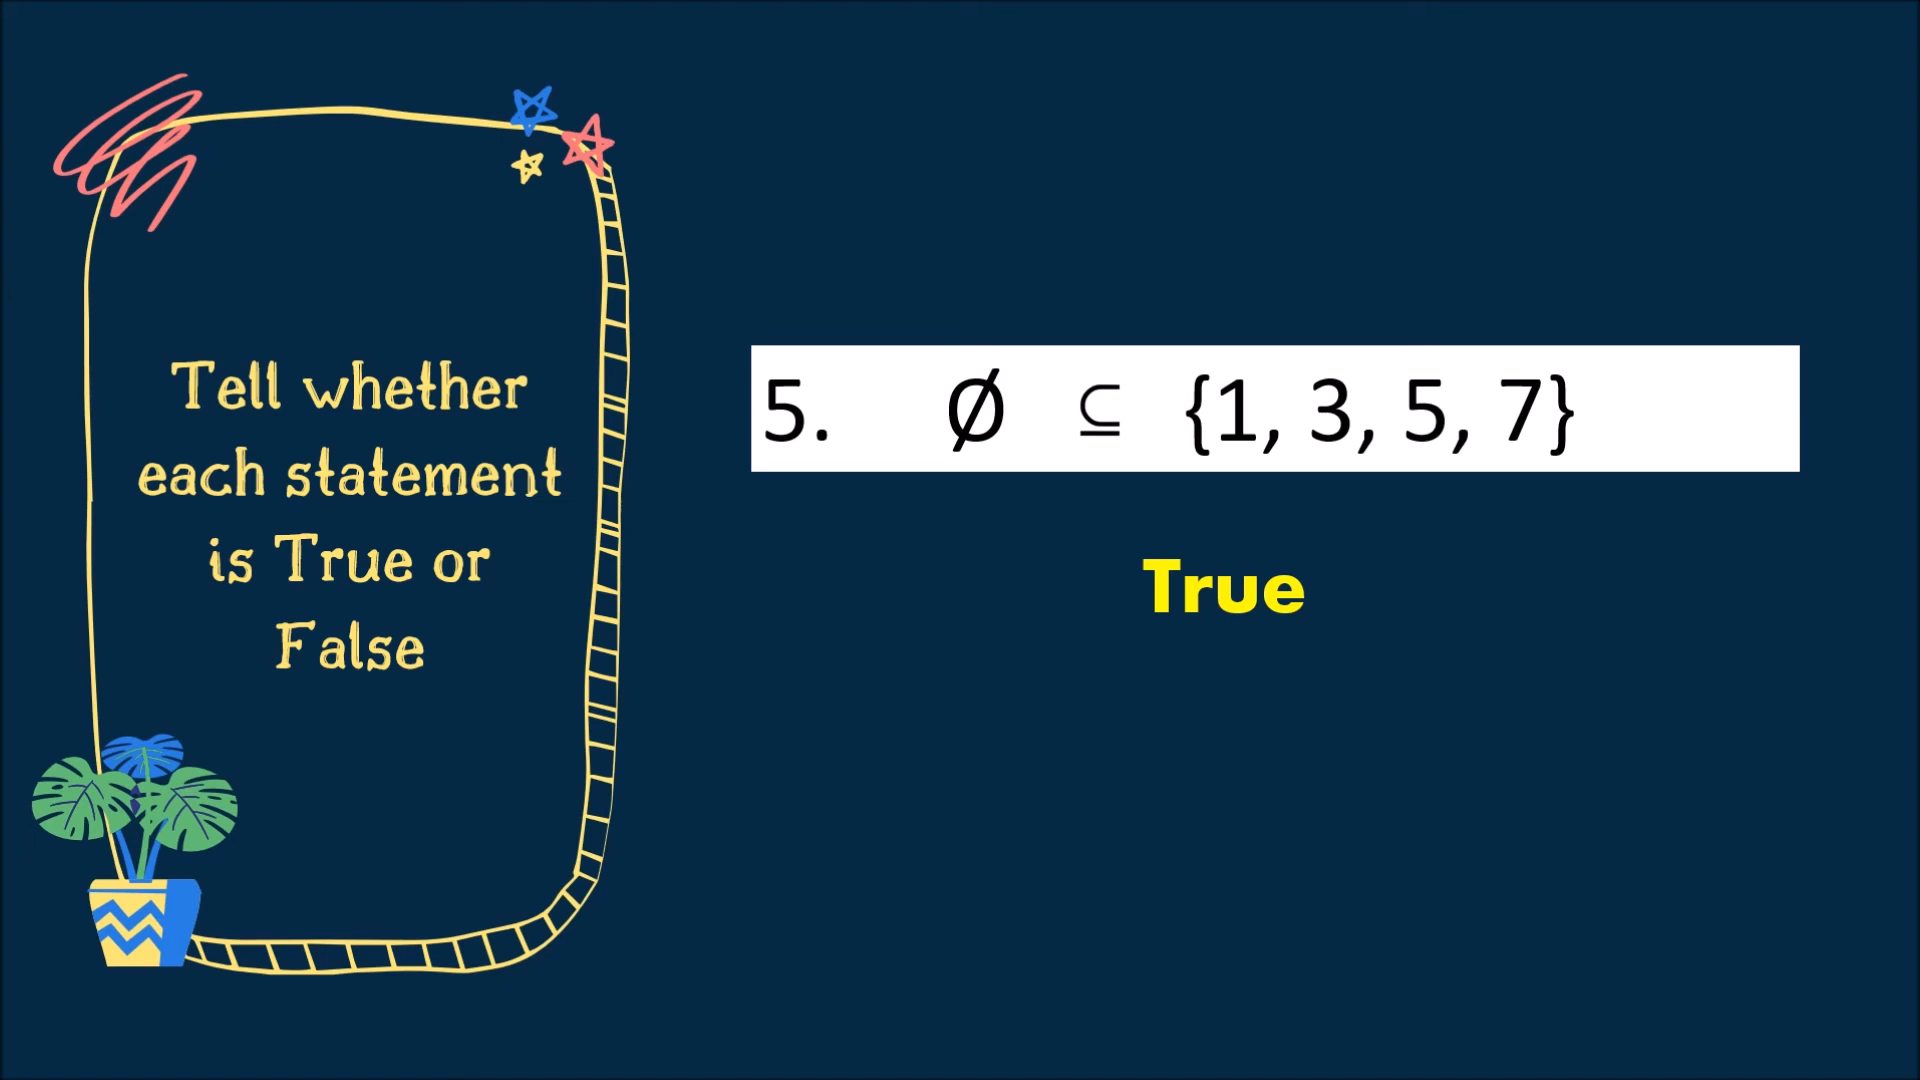 Tell whether
each statement
is True or
False
5. Ø ⊆ {1, 3, 5, 7}
True